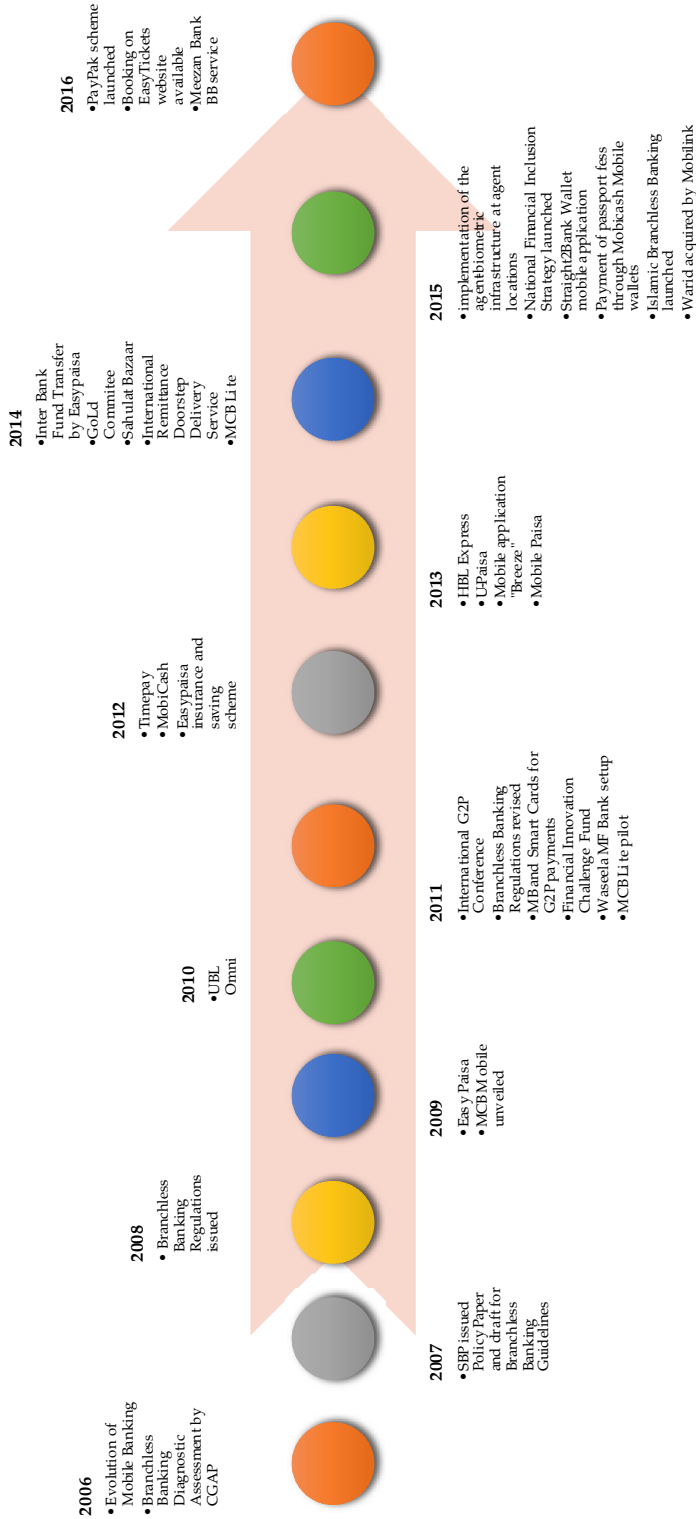 2006
•Evolution of
Mobile Banking
•Branchless
Banking
Diagnostic
Assessment by
CGAP
2007
•SBP issued
Policy Paper
and draft for
Branchless
Banking
Guidelines
2008
•Branchless
Banking
Regulations
issued
2009
•Easy Paisa
•MCB Mobile
unveiled
2010
•UBL
Omni
2011
•International G2P
Conference
•Branchless Banking
Regulations revised
•MB and Smart Cards for
G2P payments
•Financial Innovation
Challenge Fund
•Waseela MF Bank setup
•MCB Lite pilot
2012
•Timepay
•MobiCash
•Easypaisa
insurance and
saving
scheme
2013
•HBL Express
•U-Paisa
•Mobile application
"Breeze"
•Mobile Paisa
2014
•Inter Bank
Fund Transfer
by Easypaisa
•GoLd
Commitee
•Sahulat Bazaar
•International
Remittance
Doorstep
Delivery
Service
•MCB Lite
2015
•implementation of the
agent-biometric
infrastructure at agent
locations
•National Financial Inclusion
Strategy launched
•Straight2Bank Wallet
mobile application
•Payment of passport fess
through Mobicash Mobile
wallets
•Islamic Branchless Banking
launched
•Warid acquired by Mobilink
2016
•PayPak scheme
launched
•Booking on
EasyTickets
website
available
•Meezan Bank
BB service